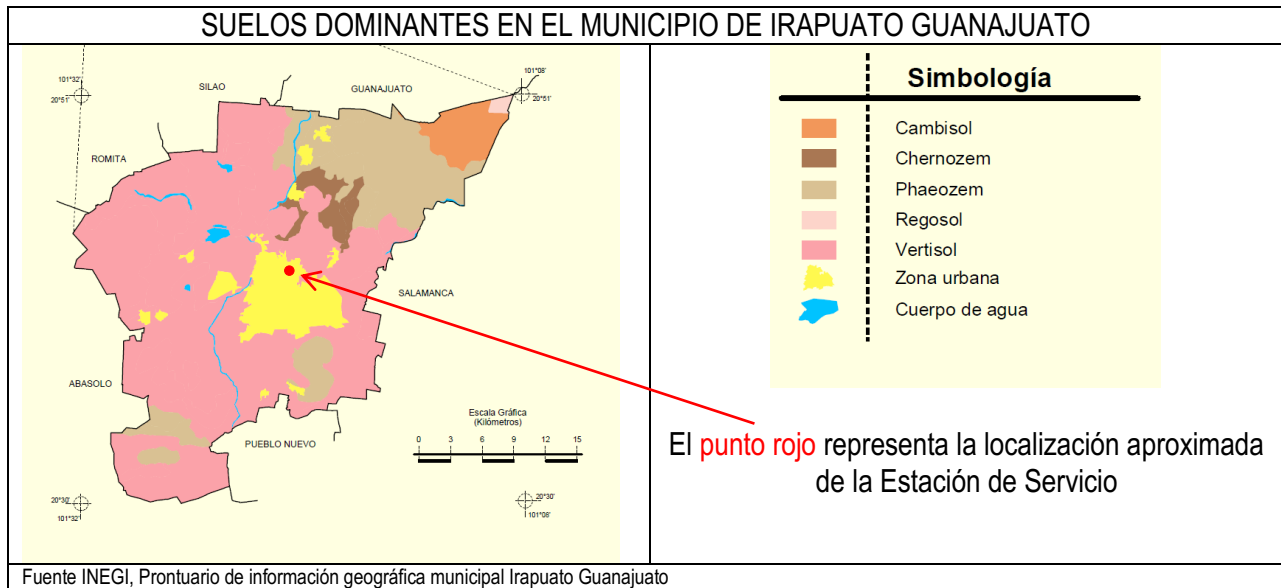 SUELOS DOMINANTES EN EL MUNICIPIO DE IRAPUATO GUANAJUATO
101°32'
20°51'
SILAO
GUANAJUATO
101°08'
20°51'
ROMITA
SALAMANCA
ABASOLO
PUEBLO NUEVO
Escala Gráfica
(Kilómetros)
0 3 6 9 12 15
20°30'
101°32'
20°30'
101°08'
Simbología
Cambisol
Chernozem
Phaeozem
Regosol
Vertisol
Zona urbana
Cuerpo de agua
El punto rojo representa la localización aproximada
de la Estación de Servicio
Fuente INEGI, Prontuario de información geográfica municipal Irapuato Guanajuato